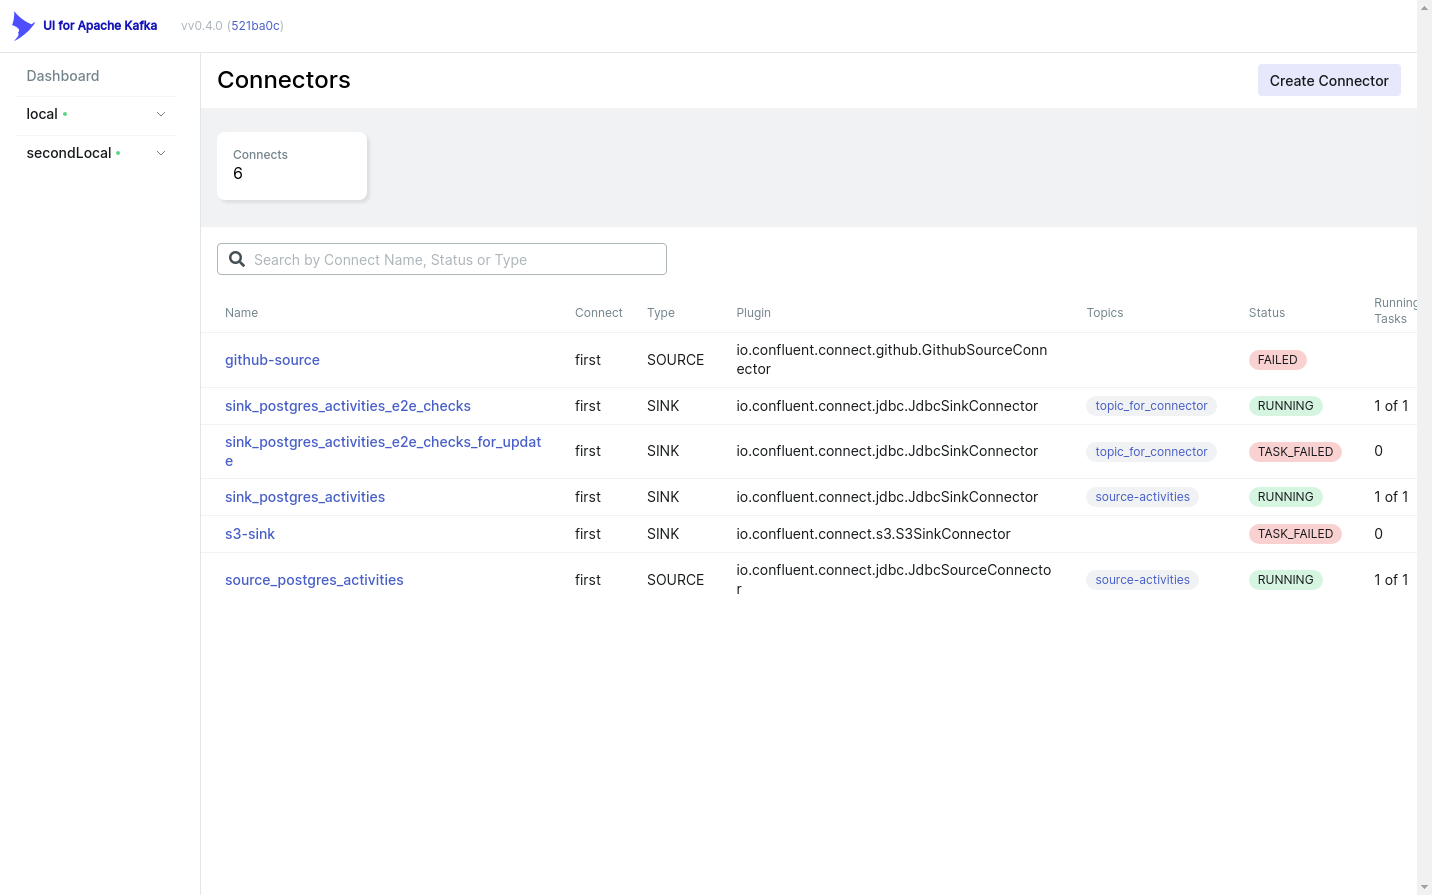 UI for Apache Kafka vv0.4.0 (521ba0c)
Dashboard
local
secondLocal
Connectors
Create Connector
Connects
6
Search by Connect Name, Status or Type
Name Connect Type Plugin Topics Status Running Tasks
github-source first SOURCE io.confluent.connect.github.GithubSourceConn
ector FAILED
sink_postgres_activities_e2e_checks first SINK io.confluent.connect.jdbc.JdbcSinkConnector topic_for_connector RUNNING 1 of 1
sink_postgres_activities_e2e_checks_for_updat
e first SINK io.confluent.connect.jdbc.JdbcSinkConnector topic_for_connector TASK_FAILED 0
sink_postgres_activities first SINK io.confluent.connect.jdbc.JdbcSinkConnector source-activities RUNNING 1 of 1
s3-sink first SINK io.confluent.connect.s3.S3SinkConnector TASK_FAILED 0
source_postgres_activities first SOURCE io.confluent.connect.jdbc.JdbcSourceConnecto
r source-activities RUNNING 1 of 1